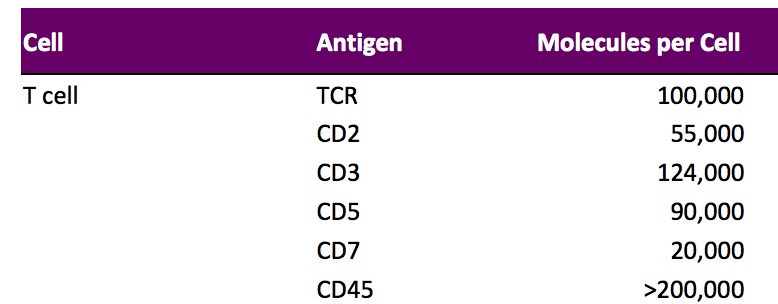 Cell Antigen Molecules per Cell
T cell TCR 100,000
CD2 55,000
CD3 124,000
CD5 90,000
CD7 20,000
CD45 >200,000